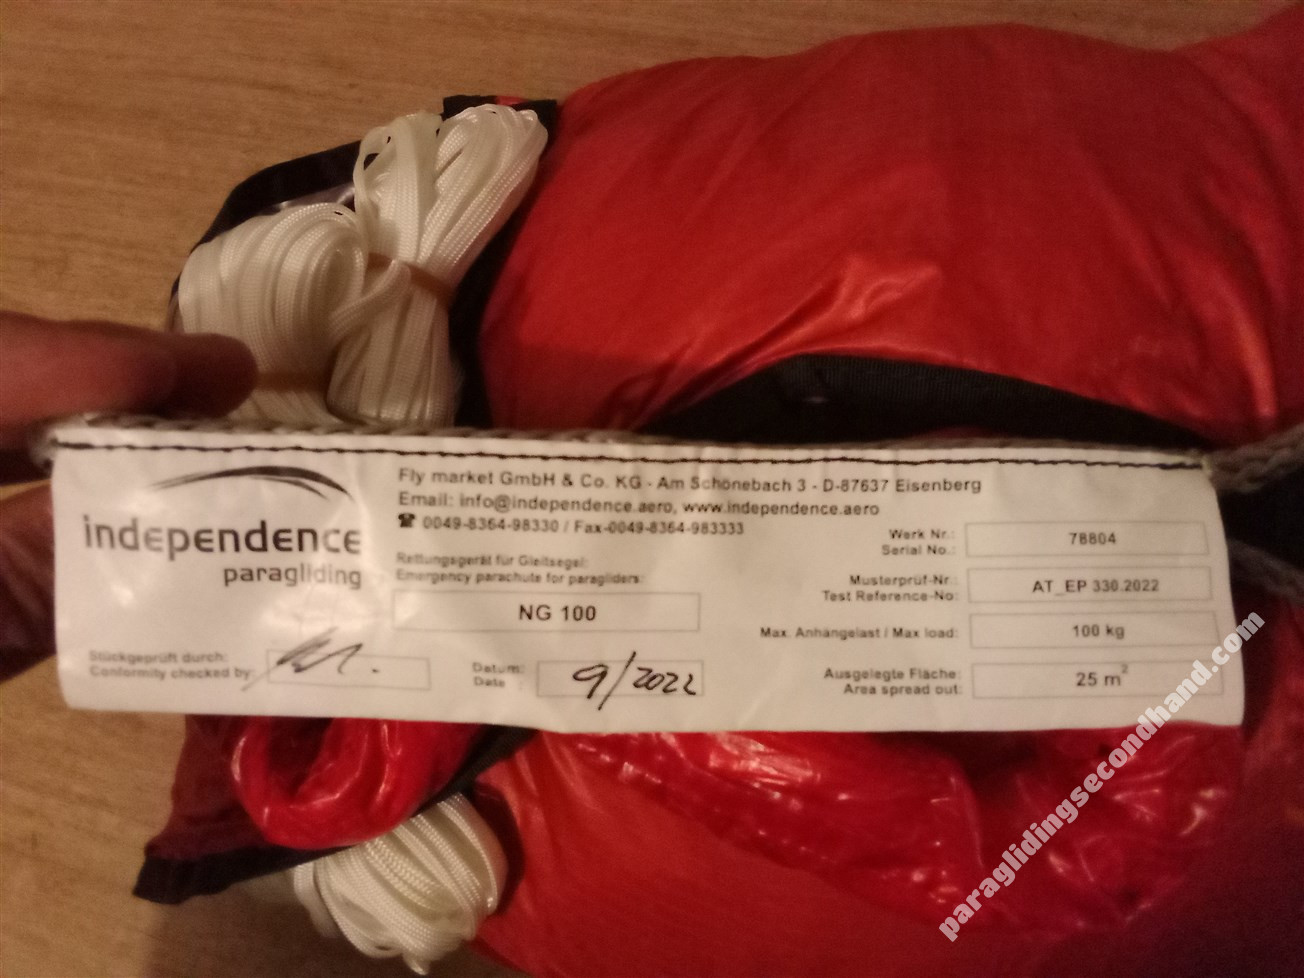 independence
paragliding
Fly market GmbH & Co. KG - Am Schönebach 3 - D-87637 Eisenberg
Email: info@independence.aero, www.independence.aero
☎ 0049-8364-98330 / Fax-0049-8364-983333
Rettungsgerät für Gleitsegel:
Emergency parachute for paragliders:
NG 100
Stückgeprüft durch:
Conformity checked by:
Datum:
Date :
9/2022
Werk Nr.:
Serial No.:
78804
Musterprüf-Nr.:
Test Reference-No:
AT_EP 330.2022
Max. Anhängelast / Max load:
100 kg
Ausgelegte Fläche:
Area spread out:
25 m²
paraglidingsecondhand.com